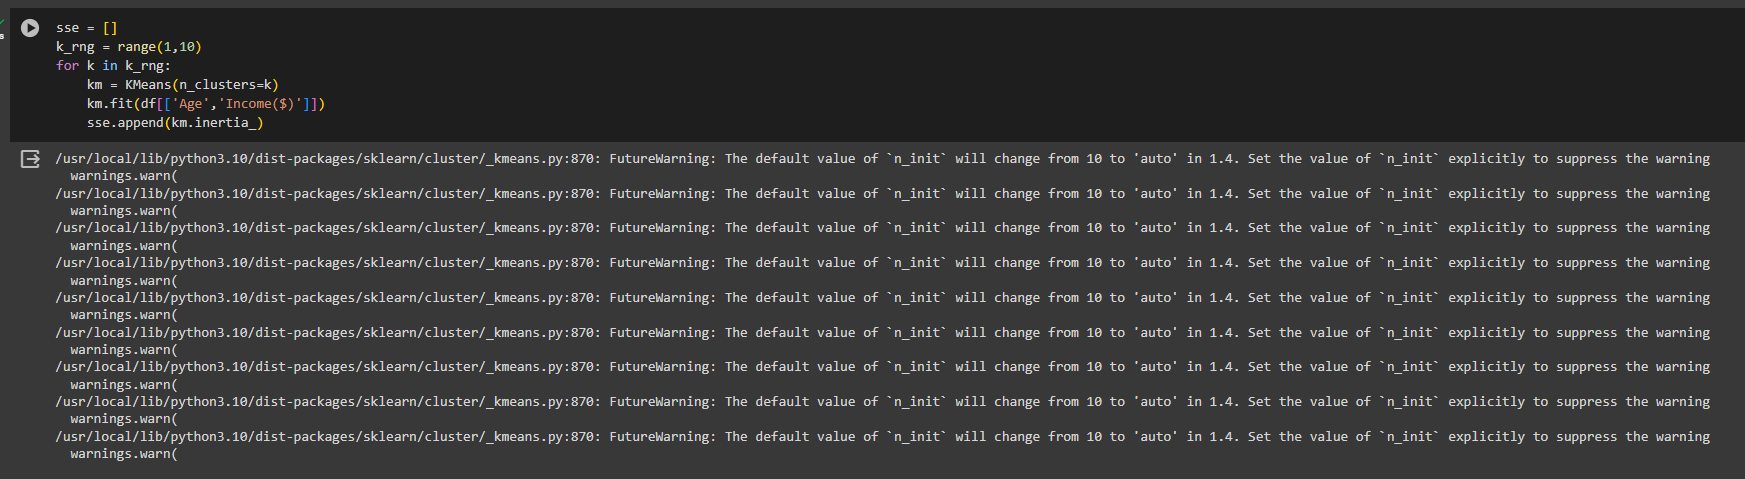 s
sse = []
k_rng = range(1,10)
for k in k_rng:
    km = KMeans(n_clusters=k)
    km.fit(df[['Age','Income($)']])
    sse.append(km.inertia_)
/usr/local/lib/python3.10/dist-packages/sklearn/cluster/_kmeans.py:870: FutureWarning: The default value of `n_init` will change from 10 to 'auto' in 1.4. Set the value of `n_init` explicitly to suppress the warning
  warnings.warn(
/usr/local/lib/python3.10/dist-packages/sklearn/cluster/_kmeans.py:870: FutureWarning: The default value of `n_init` will change from 10 to 'auto' in 1.4. Set the value of `n_init` explicitly to suppress the warning
  warnings.warn(
/usr/local/lib/python3.10/dist-packages/sklearn/cluster/_kmeans.py:870: FutureWarning: The default value of `n_init` will change from 10 to 'auto' in 1.4. Set the value of `n_init` explicitly to suppress the warning
  warnings.warn(
/usr/local/lib/python3.10/dist-packages/sklearn/cluster/_kmeans.py:870: FutureWarning: The default value of `n_init` will change from 10 to 'auto' in 1.4. Set the value of `n_init` explicitly to suppress the warning
  warnings.warn(
/usr/local/lib/python3.10/dist-packages/sklearn/cluster/_kmeans.py:870: FutureWarning: The default value of `n_init` will change from 10 to 'auto' in 1.4. Set the value of `n_init` explicitly to suppress the warning
  warnings.warn(
/usr/local/lib/python3.10/dist-packages/sklearn/cluster/_kmeans.py:870: FutureWarning: The default value of `n_init` will change from 10 to 'auto' in 1.4. Set the value of `n_init` explicitly to suppress the warning
  warnings.warn(
/usr/local/lib/python3.10/dist-packages/sklearn/cluster/_kmeans.py:870: FutureWarning: The default value of `n_init` will change from 10 to 'auto' in 1.4. Set the value of `n_init` explicitly to suppress the warning
  warnings.warn(
/usr/local/lib/python3.10/dist-packages/sklearn/cluster/_kmeans.py:870: FutureWarning: The default value of `n_init` will change from 10 to 'auto' in 1.4. Set the value of `n_init` explicitly to suppress the warning
  warnings.warn(
/usr/local/lib/python3.10/dist-packages/sklearn/cluster/_kmeans.py:870: FutureWarning: The default value of `n_init` will change from 10 to 'auto' in 1.4. Set the value of `n_init` explicitly to suppress the warning
  warnings.warn(